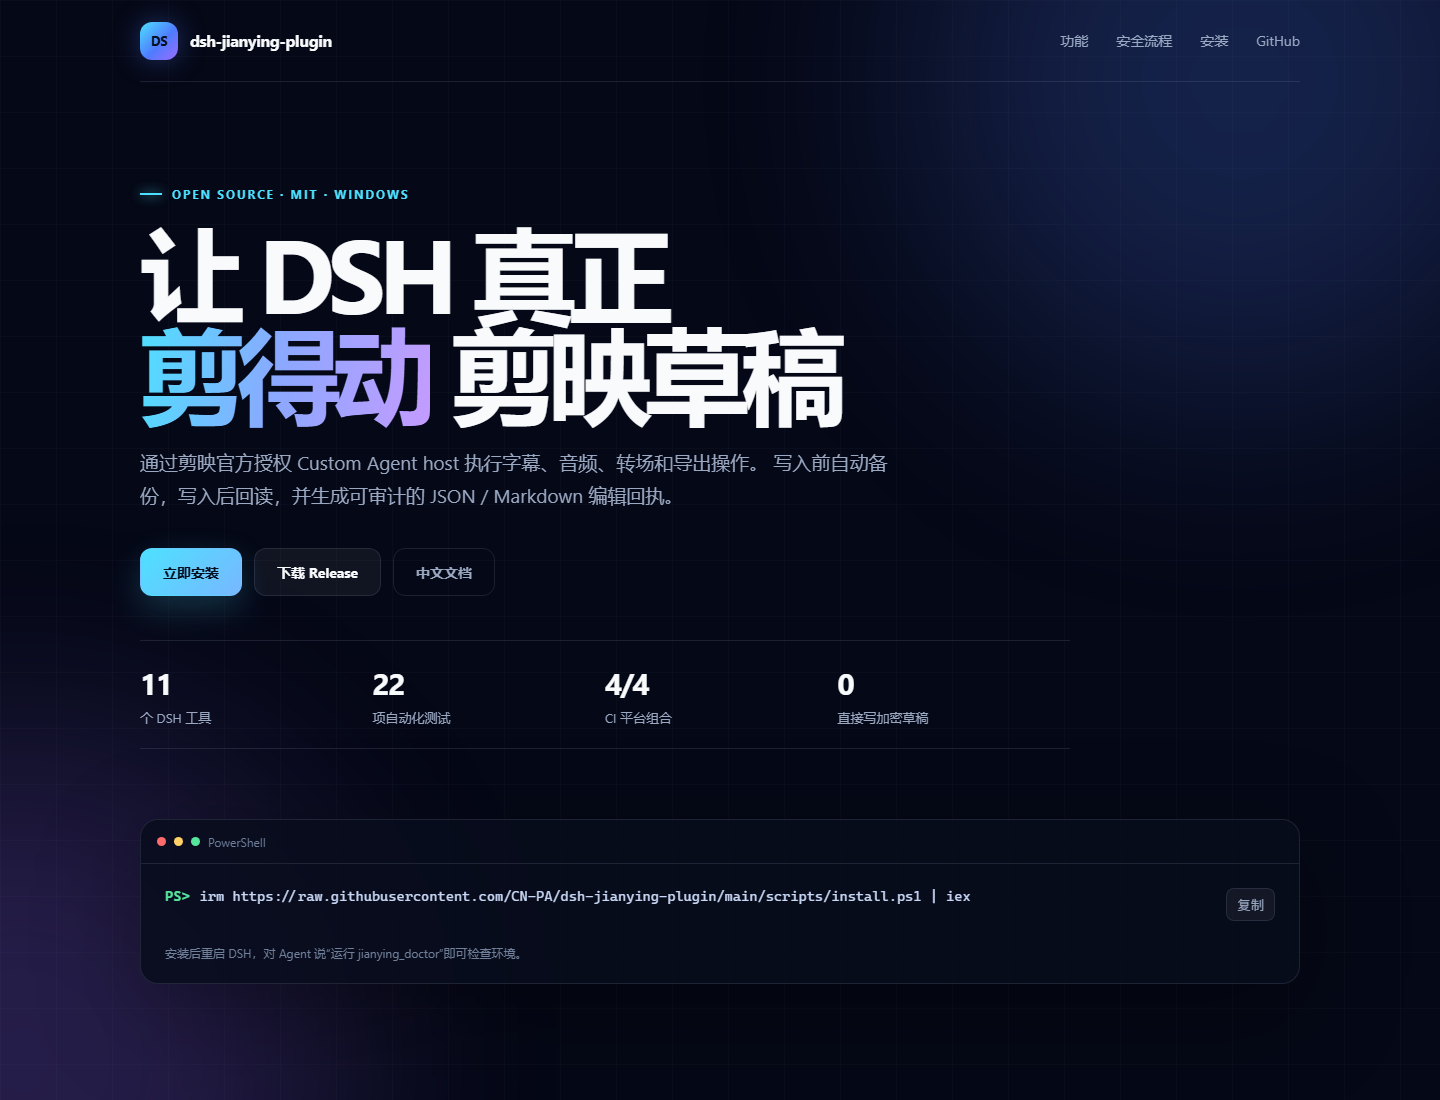 DS dsh-jianying-plugin 功能 安全流程 安装 GitHub
OPEN SOURCE · MIT · WINDOWS
让 DSH 真正
剪得动 剪映草稿
通过剪映官方授权 Custom Agent host 执行字幕、音频、转场和导出操作。 写入前自动备
份，写入后回读，并生成可审计的 JSON / Markdown 编辑回执。
立即安装 下载 Release 中文文档
11 22 4/4 0
个 DSH 工具 项自动化测试 CI 平台组合 直接写加密草稿
PowerShell
PS> irm https://raw.githubusercontent.com/CN-PA/dsh-jianying-plugin/main/scripts/install.ps1 | iex
复制
安装后重启 DSH，对 Agent 说“运行 jianying_doctor”即可检查环境。